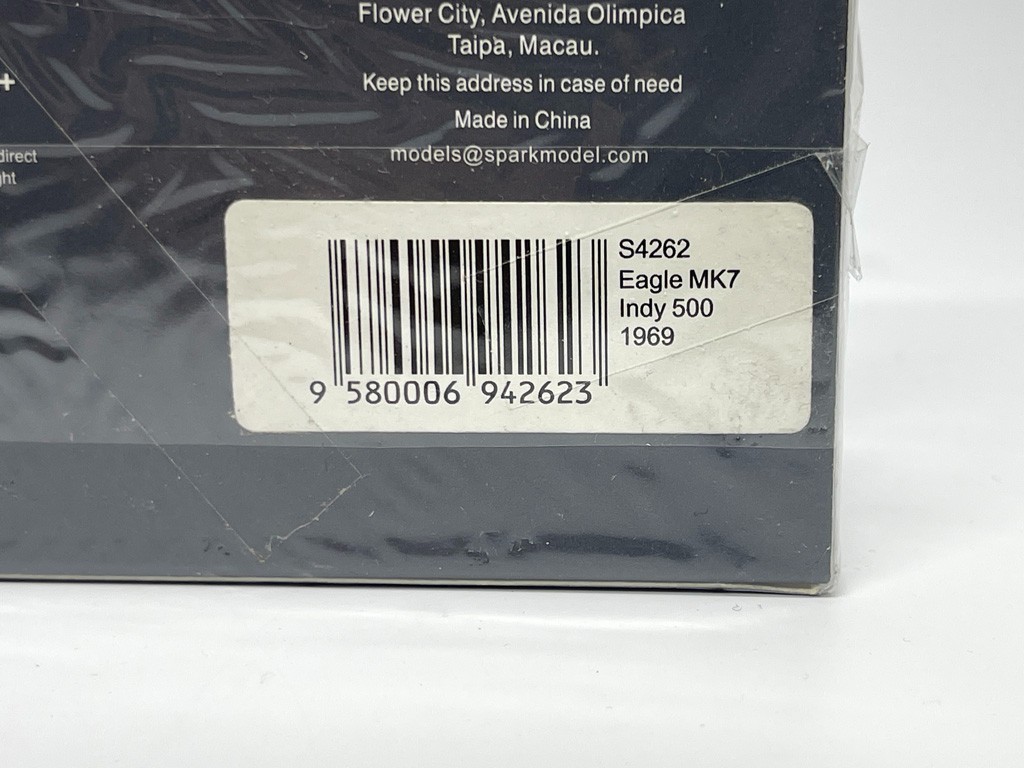 Flower City, Avenida Olimpica
Taipa, Macau.
+
Keep this address in case of need
Made in China
direct
models@sparkmodel.com
S4262
Eagle MK7
Indy 500
1969
9 580006 942623